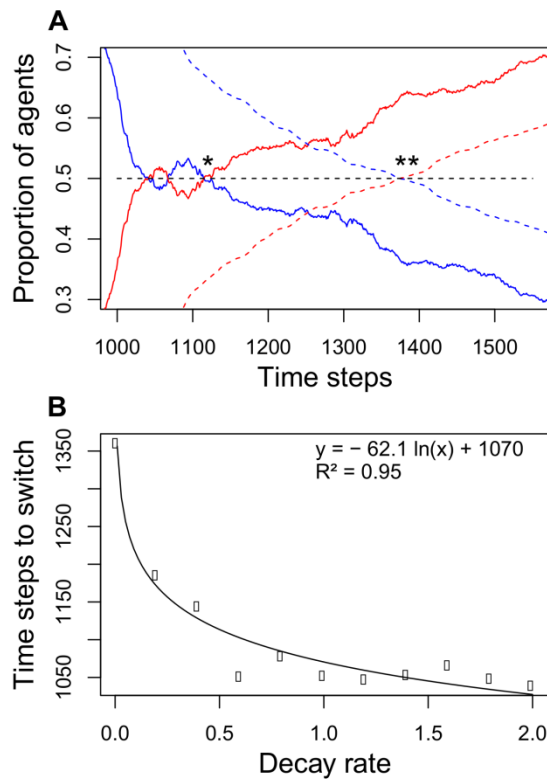 A
Proportion of agents
0.7
0.6
0.5
0.4
0.3
*
**
1000 1100 1200 1300 1400 1500
Time steps
B
Time steps to switch
1350
1250
1150
1050
y = − 62.1 ln(x) + 1070
R² = 0.95
0.0 0.5 1.0 1.5 2.0
Decay rate